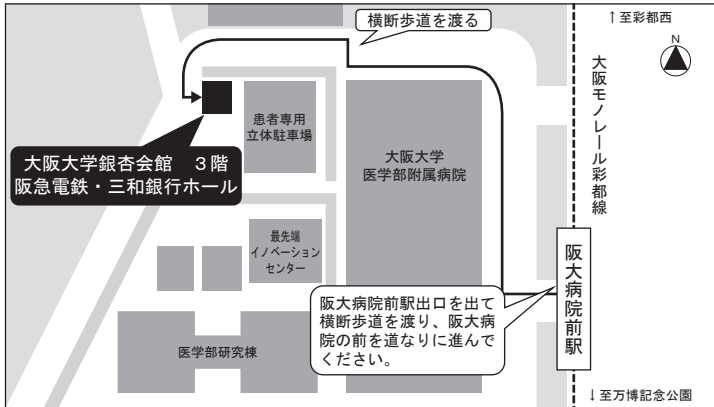 横断歩道を渡る
↑至彩都西
N
大阪モノレール彩都線
患者専用
立体駐車場
大阪大学
医学部附属病院
大阪大学銀杏会館　3階
阪急電鉄・三和銀行ホール
最先端
イノベーション
センター
阪大病院前駅
阪大病院前駅出口を出て
横断歩道を渡り、阪大病
院の前を道なりに進んで
ください。
医学部研究棟
↓至万博記念公園